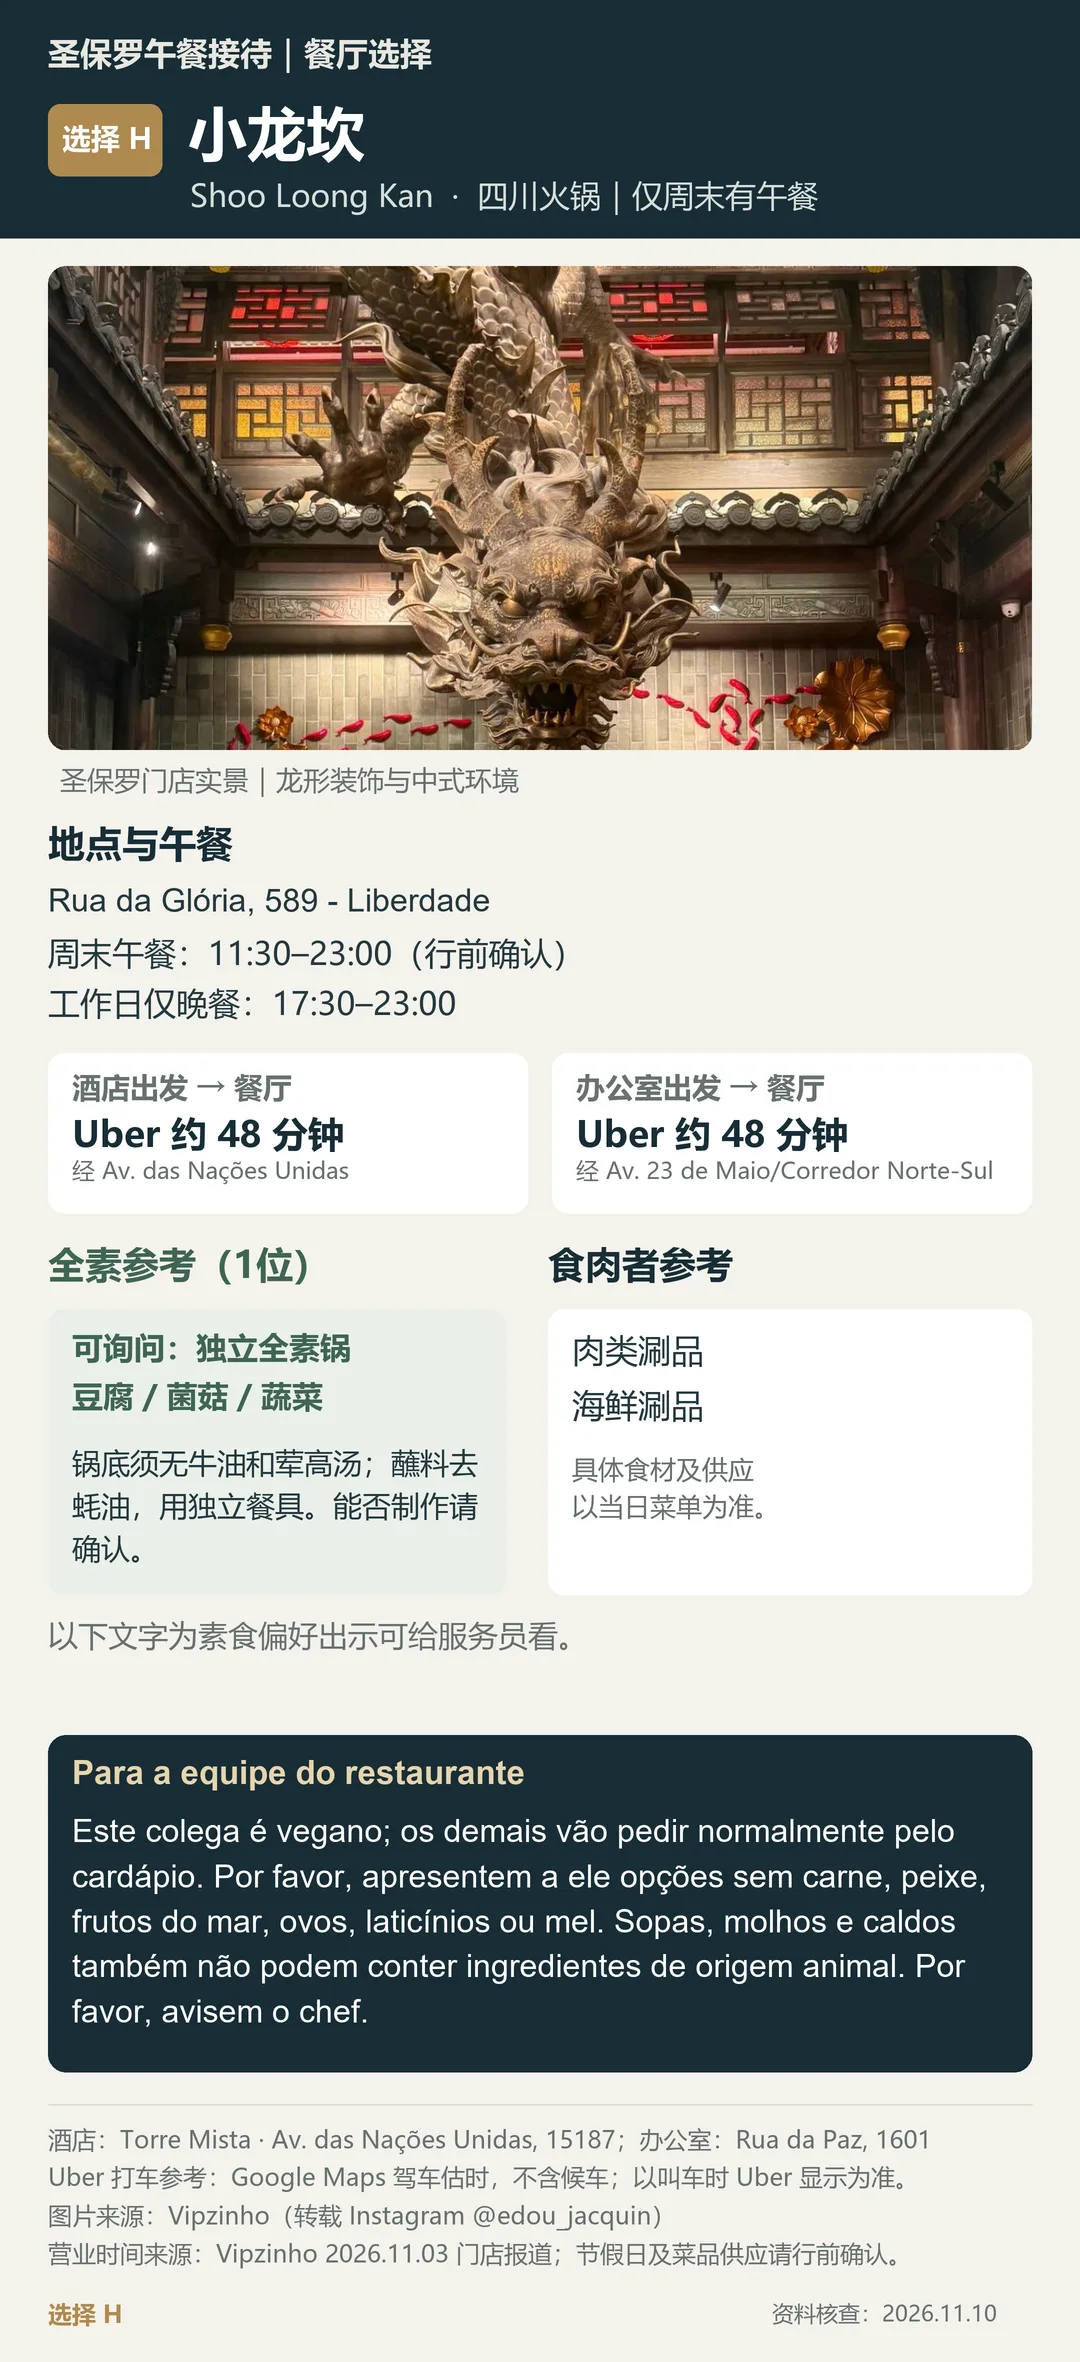 圣保罗午餐接待｜餐厅选择
选择 H
小龙坎
Shoo Loong Kan · 四川火锅｜仅周末有午餐
圣保罗门店实景｜龙形装饰与中式环境
地点与午餐
Rua da Glória, 589 - Liberdade
周末午餐：11:30–23:00（行前确认）
工作日仅晚餐：17:30–23:00
酒店出发 → 餐厅
Uber 约 48 分钟
经 Av. das Nações Unidas
办公室出发 → 餐厅
Uber 约 48 分钟
经 Av. 23 de Maio/Corredor Norte-Sul
全素参考（1位）
可询问：独立全素锅
豆腐 / 菌菇 / 蔬菜
锅底须无牛油和荤高汤；蘸料去
蚝油，用独立餐具。能否制作请
确认。
食肉者参考
肉类涮品
海鲜涮品
具体食材及供应
以当日菜单为准。
以下文字为素食偏好出示可给服务员看。
Para a equipe do restaurante
Este colega é vegano; os demais vão pedir normalmente pelo
cardápio. Por favor, apresentem a ele opções sem carne, peixe,
frutos do mar, ovos, laticínios ou mel. Sopas, molhos e caldos
também não podem conter ingredientes de origem animal. Por
favor, avisem o chef.
酒店：Torre Mista · Av. das Nações Unidas, 15187；办公室：Rua da Paz, 1601
Uber 打车参考：Google Maps 驾车估时，不含候车；以叫车时 Uber 显示为准。
图片来源：Vipzinho（转载 Instagram @edou_jacquin）
营业时间来源：Vipzinho 2026.11.03 门店报道；节假日及菜品供应请行前确认。
选择 H
资料核查：2026.11.10